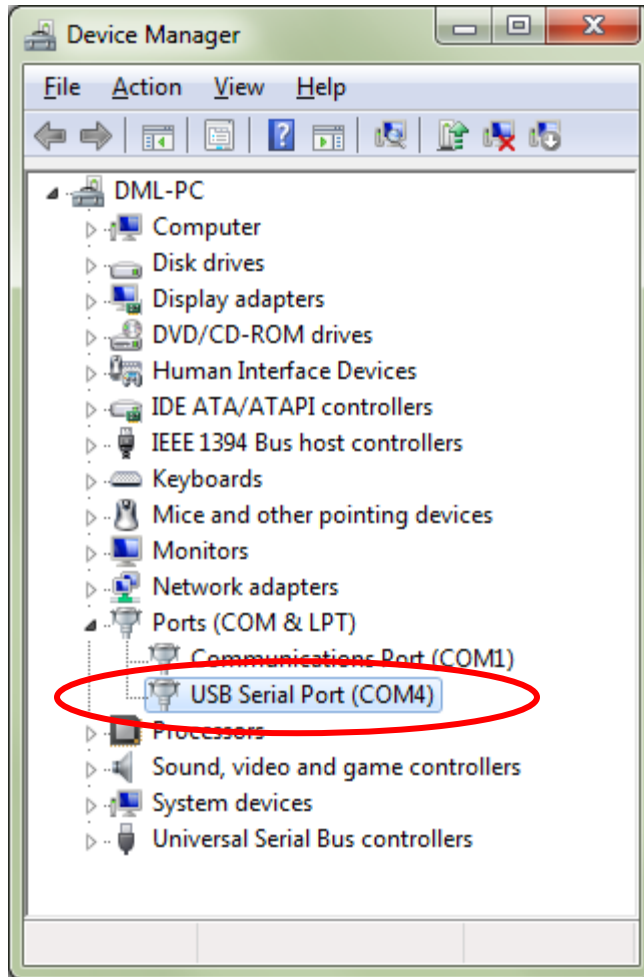 Device Manager
File Action View Help
DML-PC
Computer
Disk drives
Display adapters
DVD/CD-ROM drives
Human Interface Devices
IDE ATA/ATAPI controllers
IEEE 1394 Bus host controllers
Keyboards
Mice and other pointing devices
Monitors
Network adapters
Ports (COM & LPT)
Communications Port (COM1)
USB Serial Port (COM4)
Processors
Sound, video and game controllers
System devices
Universal Serial Bus controllers